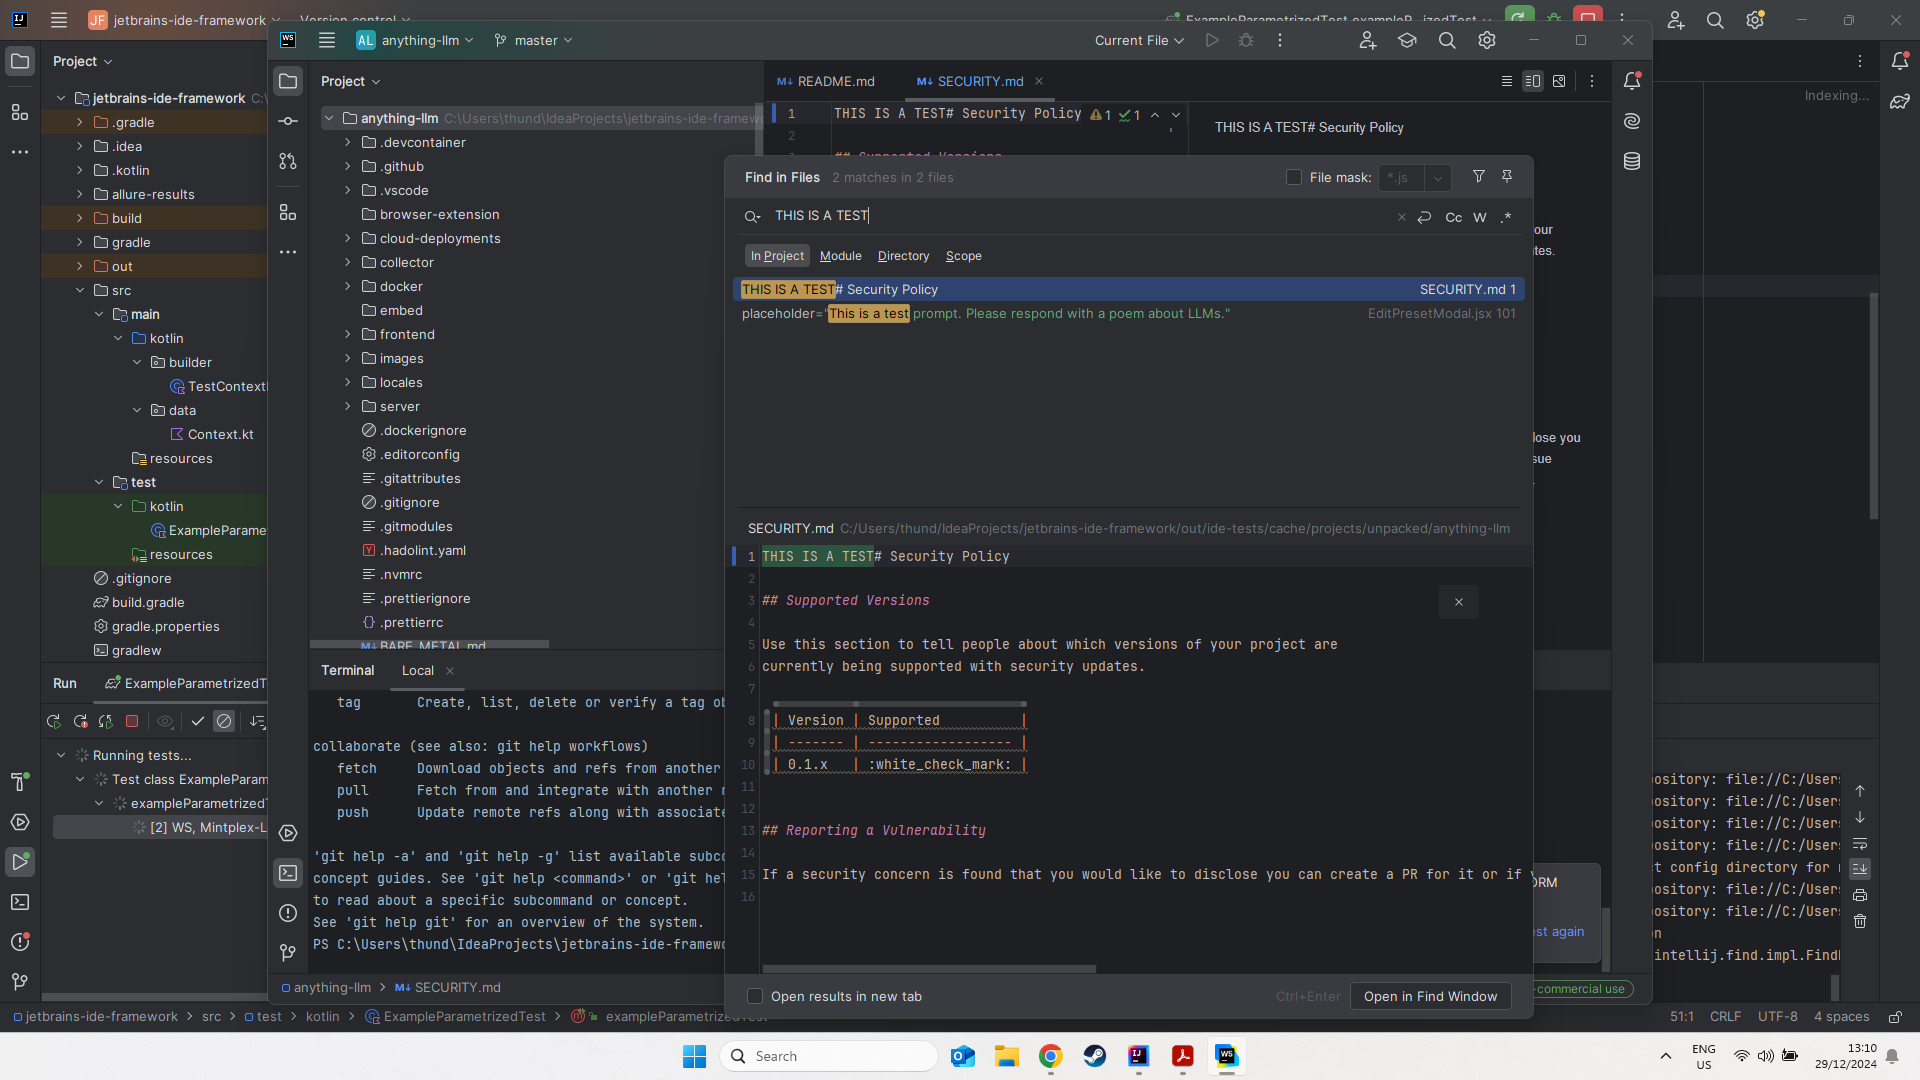 JF jetbrains-ide-framework Version control ExampleParametrizedTest.exampleP...izedTest
AL anything-llm master Current File
Project
jetbrains-ide-framework C:\
.gradle
.idea
.kotlin
allure-results
build
gradle
out
src
main
kotlin
builder
TestContextI
data
Context.kt
resources
test
kotlin
ExampleParame
resources
.gitignore
build.gradle
gradle.properties
gradlew
Project
anything-llm C:\Users\thund\IdeaProjects\jetbrains-ide-framewo
.devcontainer
.github
.vscode
browser-extension
cloud-deployments
collector
docker
embed
frontend
images
locales
server
.dockerignore
.editorconfig
.gitattributes
.gitignore
.gitmodules
.hadolint.yaml
.nvmrc
.prettierignore
.prettierrc
BARE_METAL.md
README.md SECURITY.md
1 THIS IS A TEST# Security Policy 1 1
2
3 ## Supported Versions
THIS IS A TEST# Security Policy
Indexing...
your
tes.
lose you
sue
Find in Files 2 matches in 2 files File mask: *.js
THIS IS A TEST Cc W .*
In Project Module Directory Scope
THIS IS A TEST# Security Policy SECURITY.md 1
placeholder="This is a test prompt. Please respond with a poem about LLMs." EditPresetModal.jsx 101
SECURITY.md C:/Users/thund/IdeaProjects/jetbrains-ide-framework/out/ide-tests/cache/projects/unpacked/anything-llm
1 THIS IS A TEST# Security Policy
2
3 ## Supported Versions
4
5 Use this section to tell people about which versions of your project are
6 currently being supported with security updates.
7
8 | Version | Supported |
9 | ------- | ------------------ |
10 | 0.1.x | :white_check_mark: |
11
12
13 ## Reporting a Vulnerability
14
15 If a security concern is found that you would like to disclose you can create a PR for it or if
16
Open results in new tab Ctrl+Enter Open in Find Window
Terminal Local
tag Create, list, delete or verify a tag ob
collaborate (see also: git help workflows)
fetch Download objects and refs from another
pull Fetch from and integrate with another r
push Update remote refs along with associate
'git help -a' and 'git help -g' list available subco
concept guides. See 'git help <command>' or 'git hel
to read about a specific subcommand or concept.
See 'git help git' for an overview of the system.
PS C:\Users\thund\IdeaProjects\jetbrains-ide-framewo
anything-llm SECURITY.md
ORM
est again
-commercial use
Run ExampleParametrizedT
Running tests...
Test class ExampleParam
exampleParametrizedT
[2] WS, Mintplex-L
ository: file://C:/User
ository: file://C:/User
ository: file://C:/User
ository: file://C:/User
t config directory for
ository: file://C:/User
ository: file://C:/User
n
intellij.find.impl.Find
jetbrains-ide-framework src test kotlin ExampleParametrizedTest exampleParametrizedTest 51:1 CRLF UTF-8 4 spaces
Search
ENG
US
13:10
29/12/2024